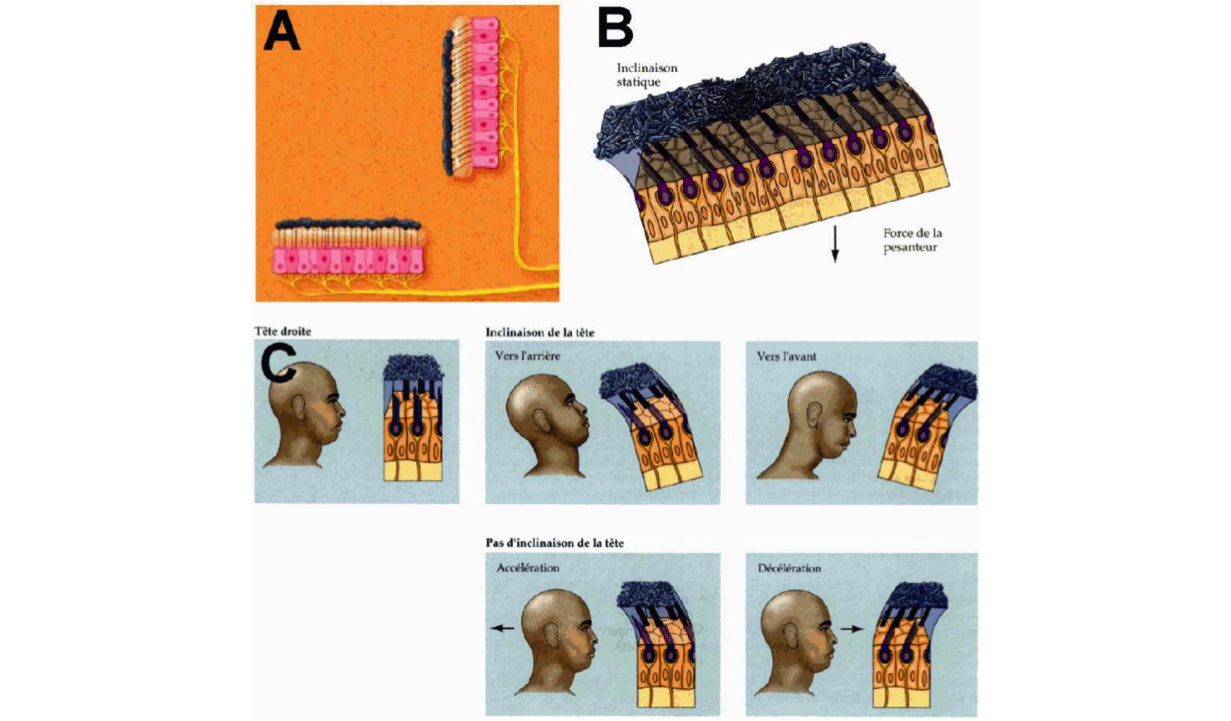 A
B
Inclinaison
statique
Force de la
pesanteur
Tête droite
C
Inclinaison de la tête
Vers l'arrière
Vers l'avant
Pas d'inclinaison de la tête
Accélération
Décélération